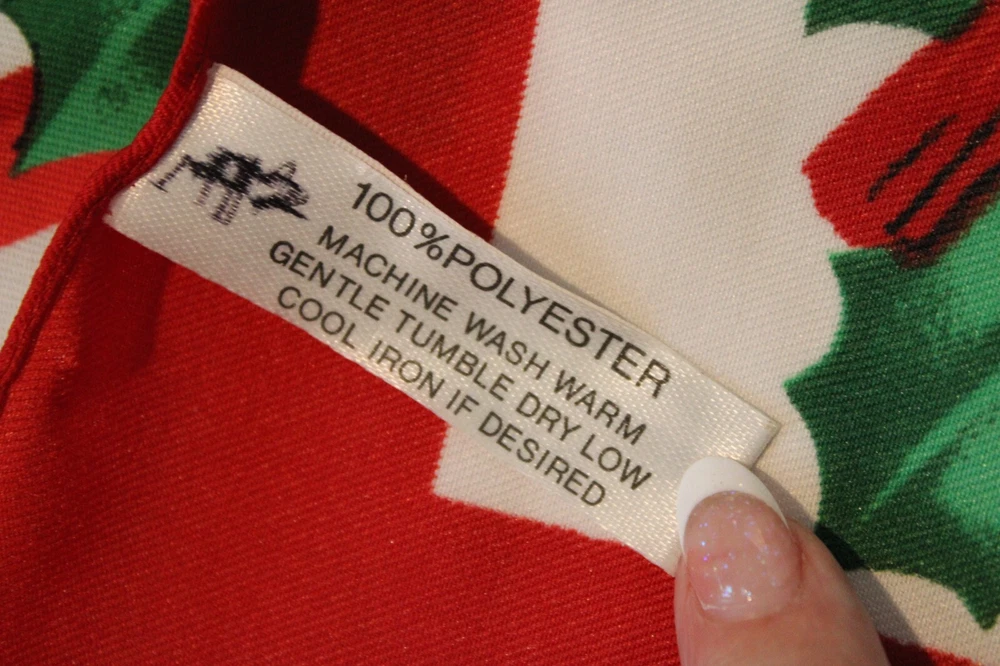 100%POLYESTER
MACHINE WASH WARM
GENTLE TUMBLE DRY LOW
COOL IRON IF DESIRED